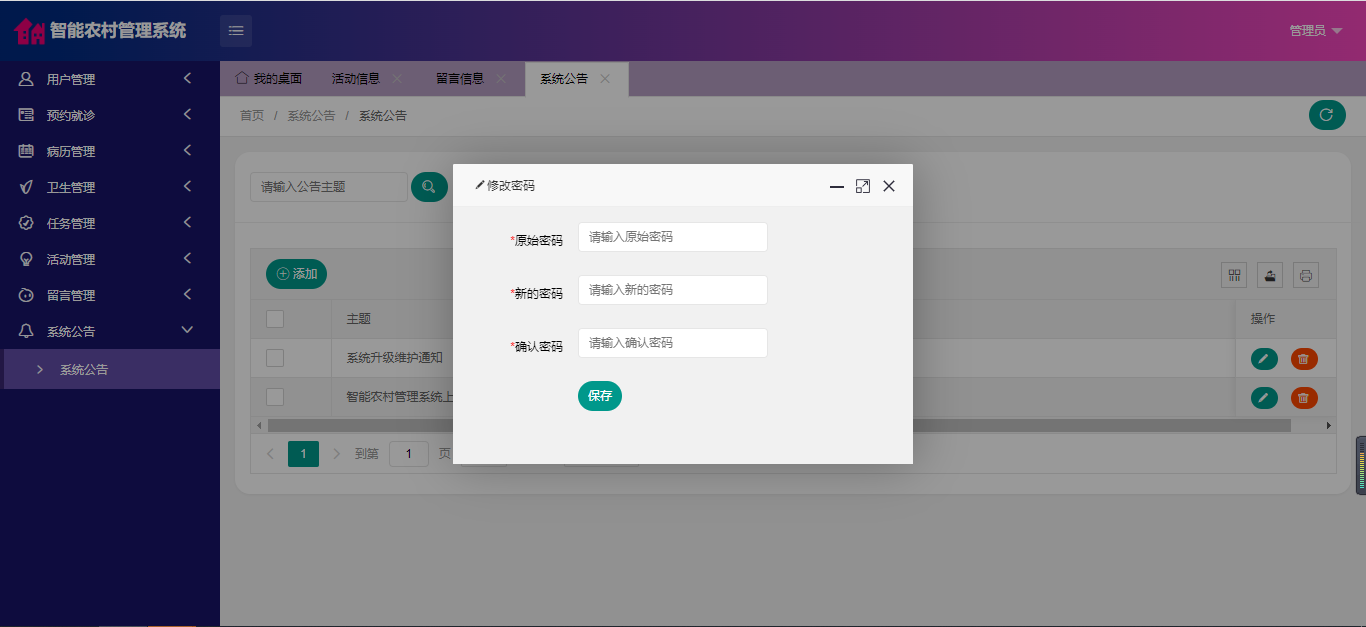 智能农村管理系统
管理员
用户管理
预约就诊
病历管理
卫生管理
任务管理
活动管理
留言管理
系统公告
系统公告
我的桌面
活动信息
留言信息
系统公告
首页 / 系统公告 / 系统公告
请输入公告主题
添加
主题
操作
系统升级维护通知
智能农村管理系统上
1
到第
1
页
修改密码
*原始密码
请输入原始密码
*新的密码
请输入新的密码
*确认密码
请输入确认密码
保存